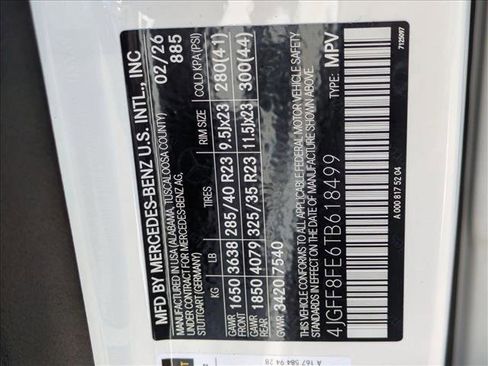 MFD BY MERCEDES-BENZ U.S. INTL., INC
MANUFACTURED IN USA (ALABAMA, TUSCALOOSA COUNTY)
UNDER CONTRACT FOR MERCEDES-BENZ AG,
STUTTGART (GERMANY)
02/26
885
KG LB TIRES RIM SIZE COLD KPA (PSI)
GAWR FRONT 1650 3638 285/40 R23 9.5Jx23 280(41)
GAWR REAR 1850 4079 325/35 R23 11.5Jx23 300(44)
GVWR 3420 7540
THIS VEHICLE CONFORMS TO ALL APPLICABLE FEDERAL MOTOR VEHICLE SAFETY
STANDARDS IN EFFECT ON THE DATE OF MANUFACTURE SHOWN ABOVE.
4JGFF8FE6TB618499 TYPE: MPV
A 000 817 52 04
7125097
A 167 584 94 28